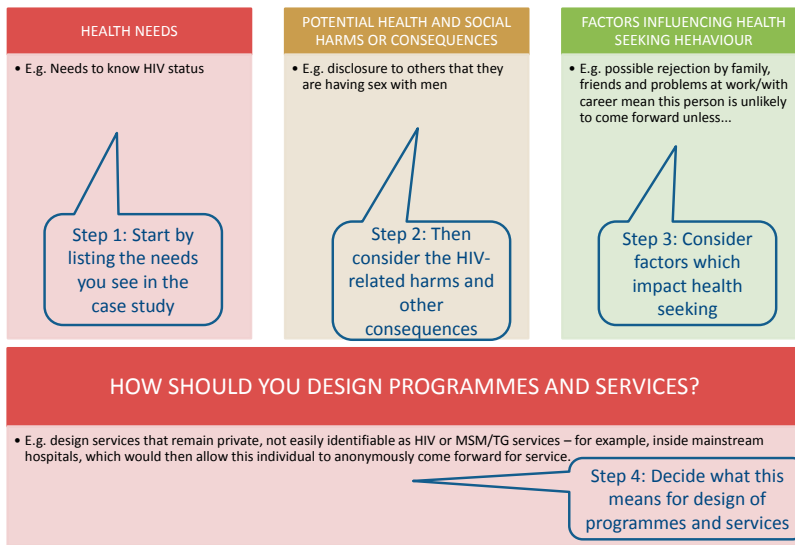 HEALTH NEEDS
• E.g. Needs to know HIV status
Step 1: Start by
listing the needs
you see in the
case study
POTENTIAL HEALTH AND SOCIAL
HARMS OR CONSEQUENCES
• E.g. disclosure to others that they
are having sex with men
Step 2: Then
consider the HIV-
related harms and
other
consequences
FACTORS INFLUENCING HEALTH
SEEKING HEHAVIOUR
• E.g. possible rejection by family,
friends and problems at work/with
career mean this person is unlikely
to come forward unless...
Step 3: Consider
factors which
impact health
seeking
HOW SHOULD YOU DESIGN PROGRAMMES AND SERVICES?
• E.g. design services that remain private, not easily identifiable as HIV or MSM/TG services – for example, inside mainstream
hospitals, which would then allow this individual to anonymously come forward for service.
Step 4: Decide what this
means for design of
programmes and services